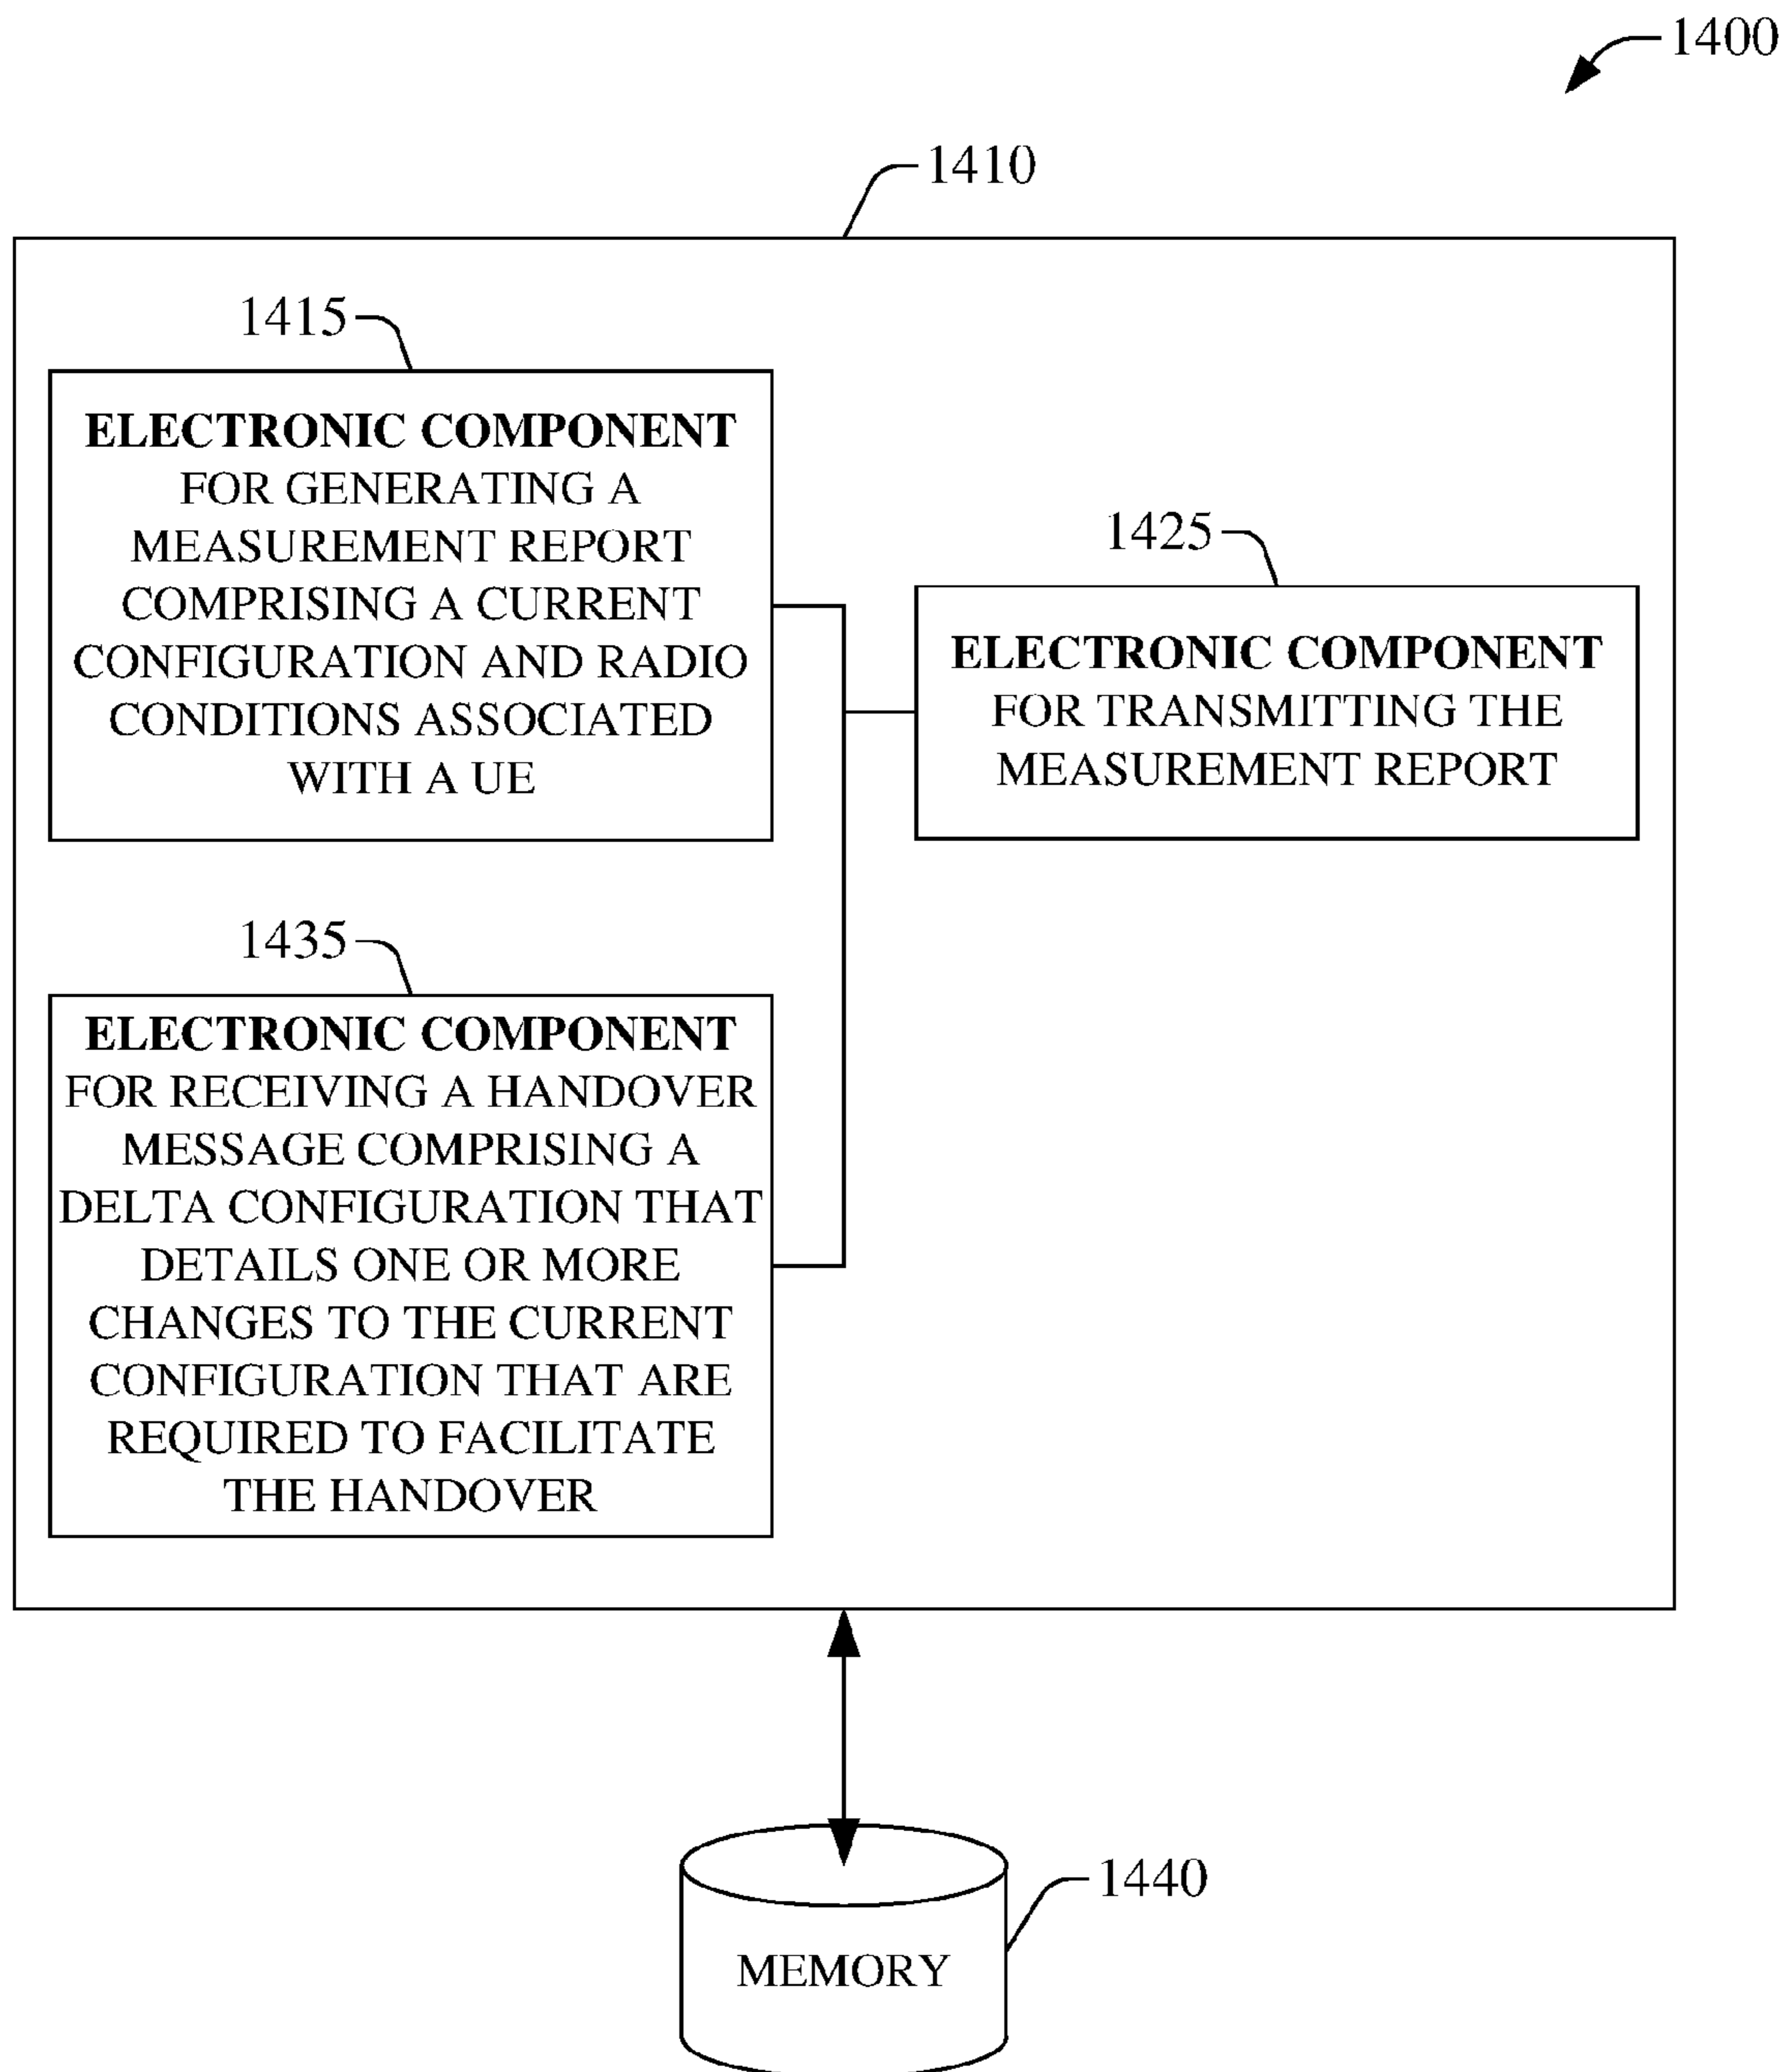 1400
1410
1415
ELECTRONIC COMPONENT
FOR GENERATING A
MEASUREMENT REPORT
COMPRISING A CURRENT
CONFIGURATION AND RADIO
CONDITIONS ASSOCIATED
WITH A UE
1425
ELECTRONIC COMPONENT
FOR TRANSMITTING THE
MEASUREMENT REPORT
1435
ELECTRONIC COMPONENT
FOR RECEIVING A HANDOVER
MESSAGE COMPRISING A
DELTA CONFIGURATION THAT
DETAILS ONE OR MORE
CHANGES TO THE CURRENT
CONFIGURATION THAT ARE
REQUIRED TO FACILITATE
THE HANDOVER
1440
MEMORY